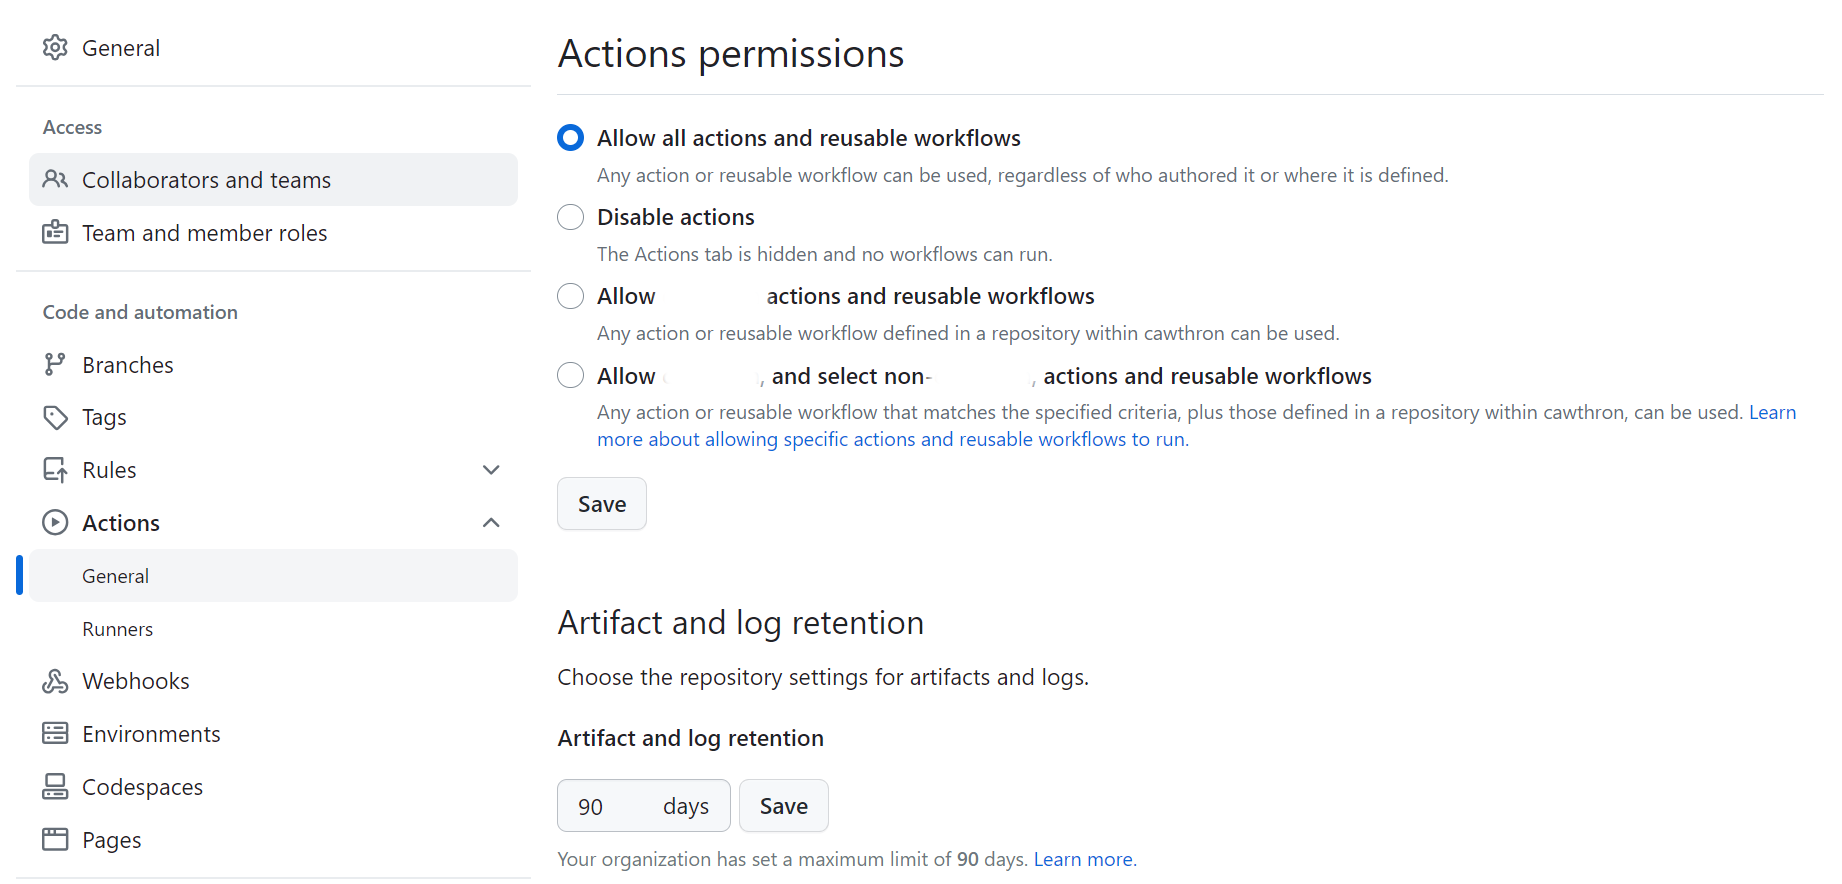 General
Access
Collaborators and teams
Team and member roles
Code and automation
Branches
Tags
Rules
Actions
General
Runners
Webhooks
Environments
Codespaces
Pages
Actions permissions
Allow all actions and reusable workflows
Any action or reusable workflow can be used, regardless of who authored it or where it is defined.
Disable actions
The Actions tab is hidden and no workflows can run.
Allow actions and reusable workflows
Any action or reusable workflow defined in a repository within cawthron can be used.
Allow , and select non- , actions and reusable workflows
Any action or reusable workflow that matches the specified criteria, plus those defined in a repository within cawthron, can be used. Learn
more about allowing specific actions and reusable workflows to run.
Save
Artifact and log retention
Choose the repository settings for artifacts and logs.
Artifact and log retention
90 days Save
Your organization has set a maximum limit of 90 days. Learn more.